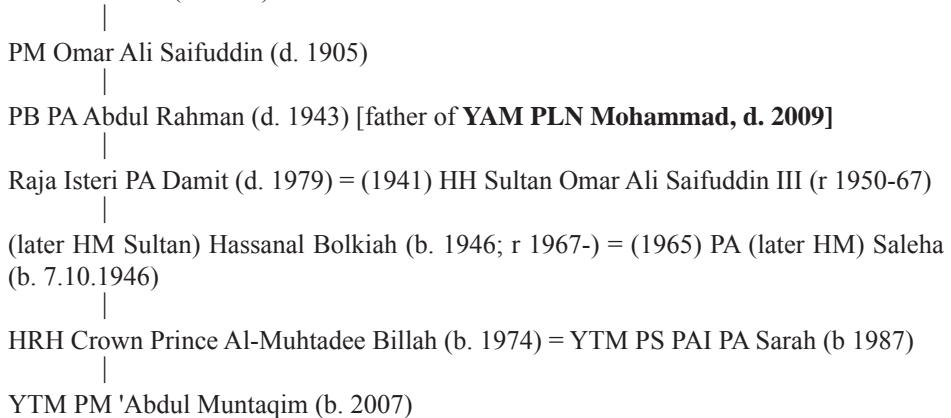 PM Omar Ali Saifuddin (d. 1905)
PB PA Abdul Rahman (d. 1943) [father of YAM PLN Mohammad, d. 2009]
Raja Isteri PA Damit (d. 1979) = (1941) HH Sultan Omar Ali Saifuddin III (r 1950-67)
(later HM Sultan) Hassanal Bolkiah (b. 1946; r 1967-) = (1965) PA (later HM) Saleha
(b. 7.10.1946)
HRH Crown Prince Al-Muhtadee Billah (b. 1974) = YTM PS PAI PA Sarah (b 1987)
YTM PM 'Abdul Muntaqim (b. 2007)